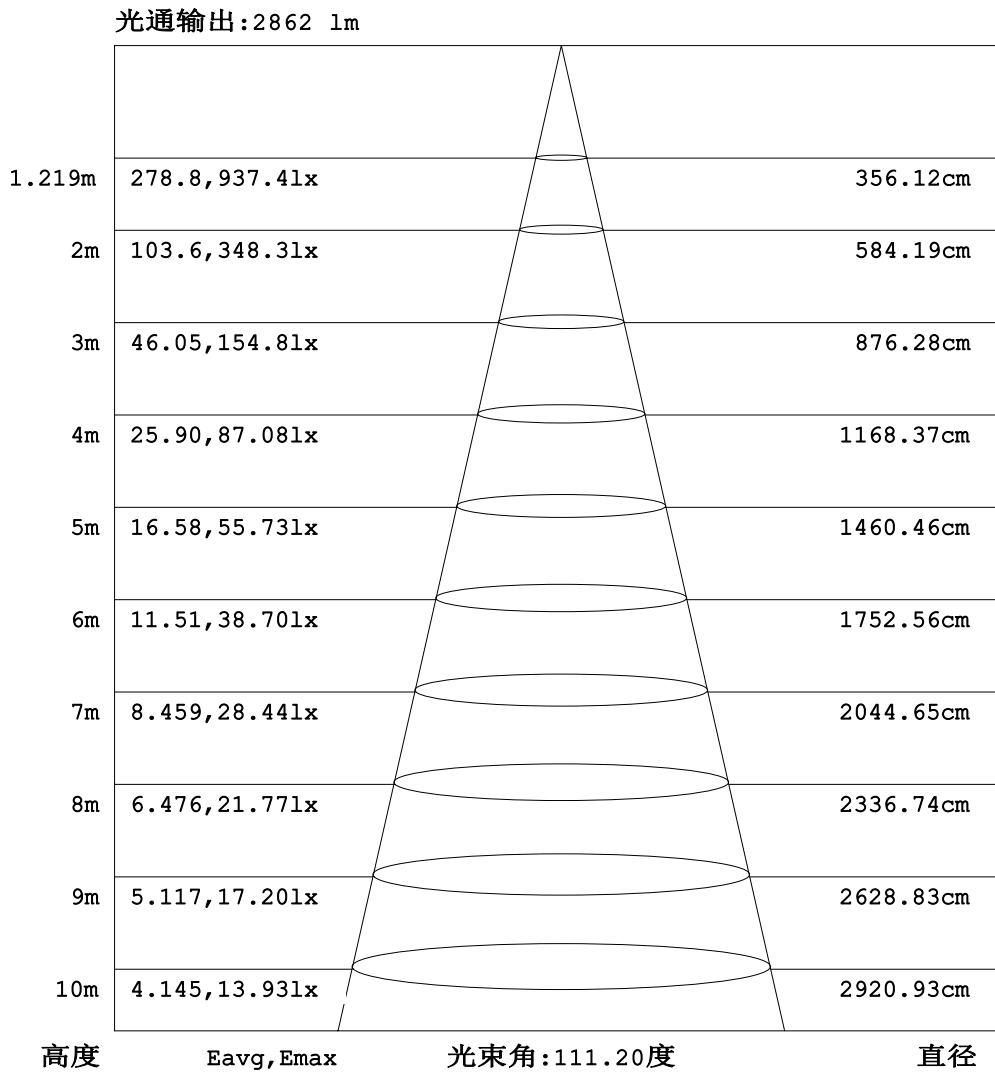 光通输出:2862 lm
1.219m 278.8,937.4lx 356.12cm
2m 103.6,348.3lx 584.19cm
3m 46.05,154.8lx 876.28cm
4m 25.90,87.08lx 1168.37cm
5m 16.58,55.73lx 1460.46cm
6m 11.51,38.70lx 1752.56cm
7m 8.459,28.44lx 2044.65cm
8m 6.476,21.77lx 2336.74cm
9m 5.117,17.20lx 2628.83cm
10m 4.145,13.93lx 2920.93cm
高度 Eavg,Emax 光束角:111.20度 直径